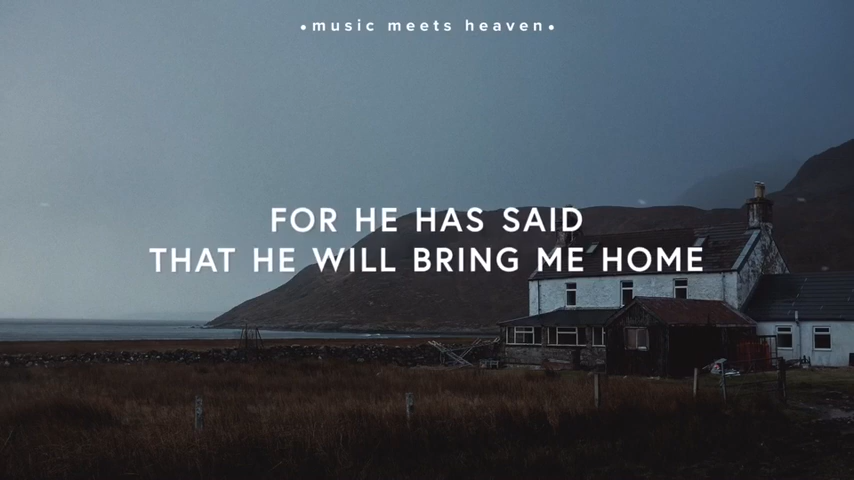 •music meets heaven•
FOR HE HAS SAID
THAT HE WILL BRING ME HOME